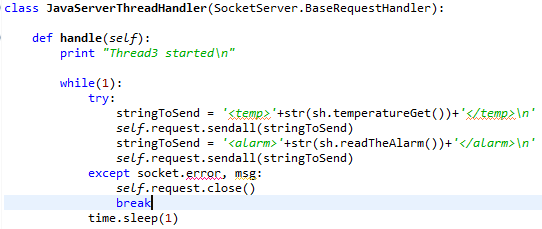 class JavaServerThreadHandler(SocketServer.BaseRequestHandler):
def handle(self):
print "Thread3 started\n"
while(1):
try:
stringToSend = '<temp>'+str(sh.temperatureGet())+'</temp>\n'
self.request.sendall(stringToSend)
stringToSend = '<alarm>'+str(sh.readTheAlarm())+'</alarm>\n'
self.request.sendall(stringToSend)
except socket.error, msg:
self.request.close()
break
time.sleep(1)